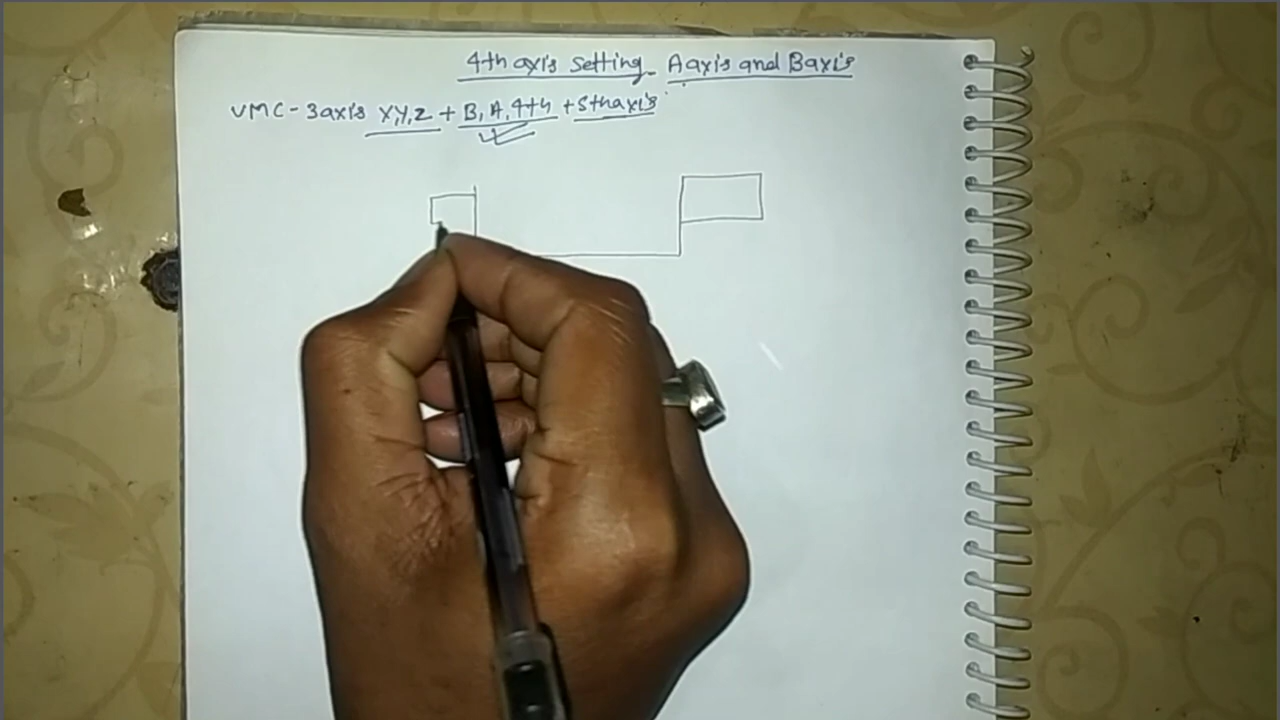 4th axis setting - A axis and B axis
VMC - 3 axis X,Y,Z + B, A, 4th + 5th axis